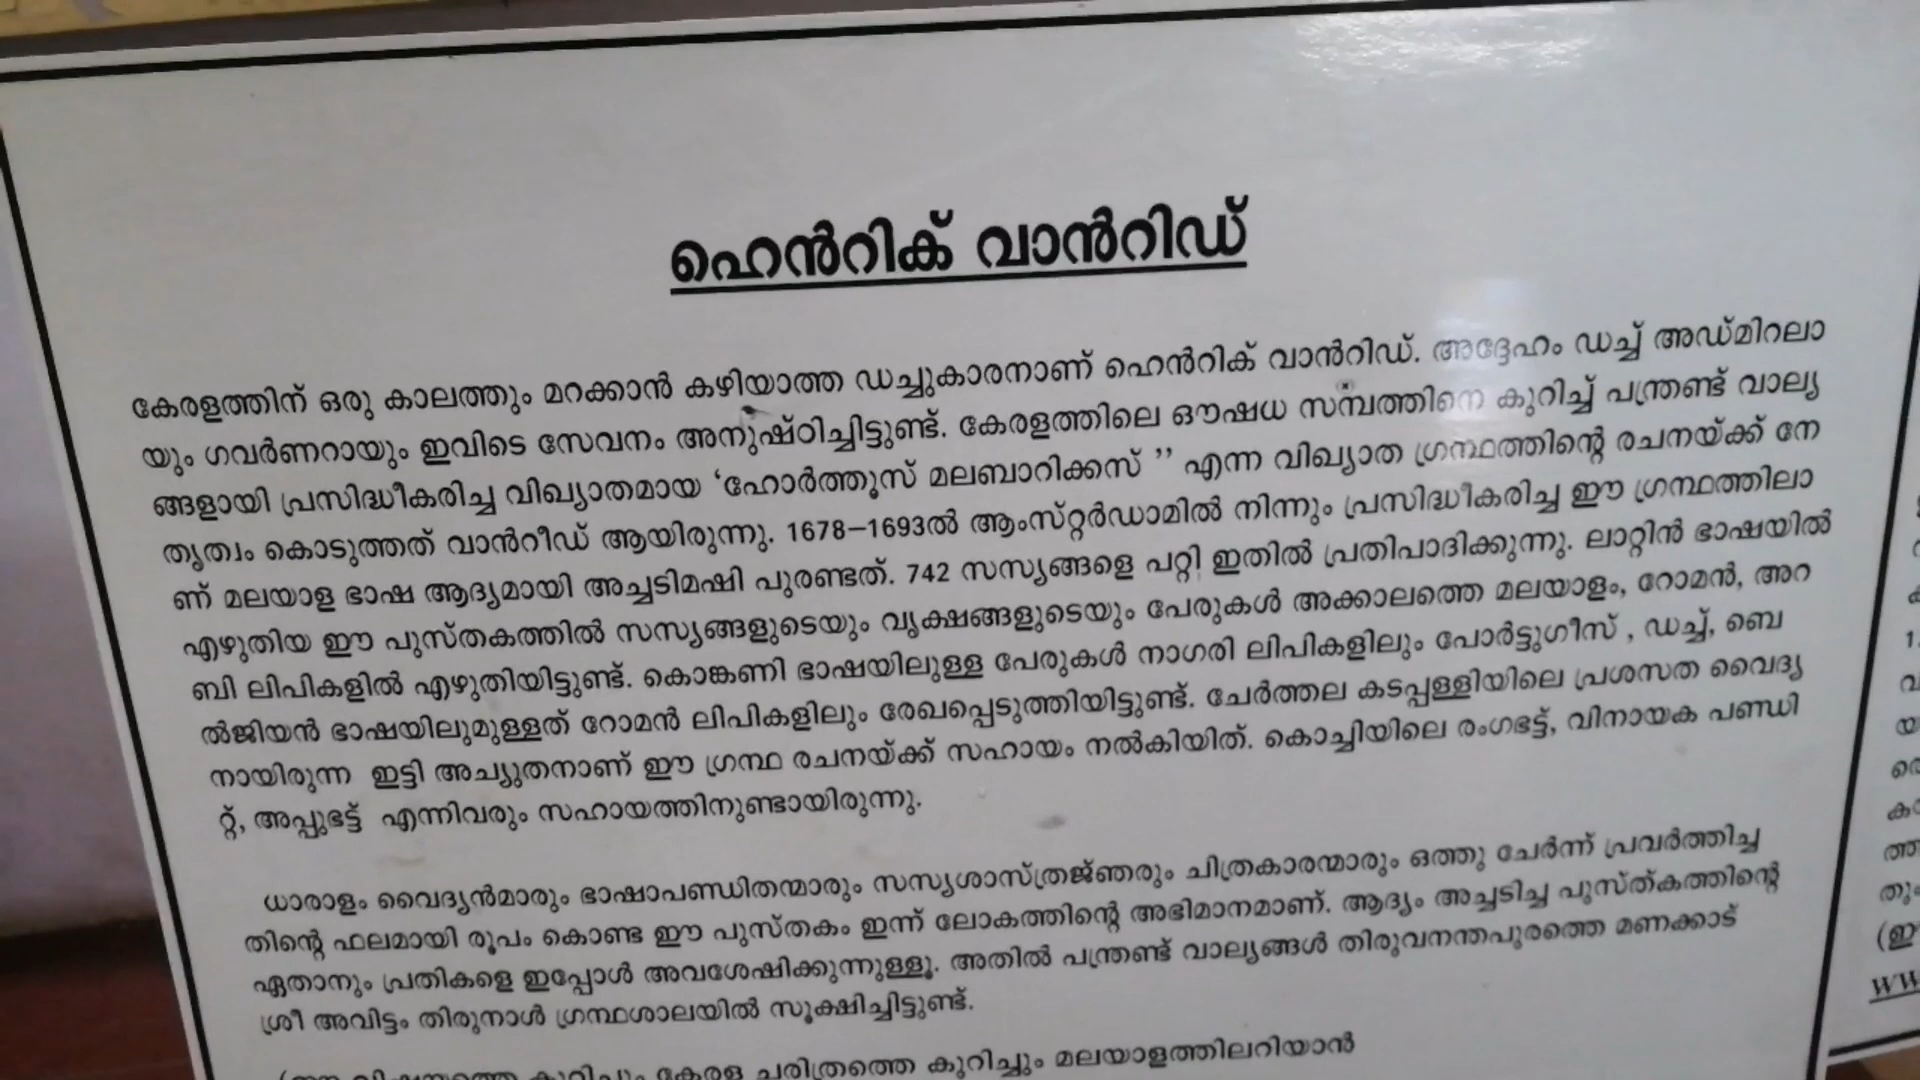 ഹെൻറിക് വാൻറിഡ്
കേരളത്തിന് ഒരു കാലത്തും മറക്കാൻ കഴിയാത്ത ഡച്ചുകാരനാണ് ഹെൻറിക് വാൻറിഡ്. അദ്ദേഹം ഡച്ച് അഡ്മിറലാ
യും ഗവർണറായും ഇവിടെ സേവനം അനുഷ്ഠിച്ചിട്ടുണ്ട്. കേരളത്തിലെ ഔഷധ സമ്പത്തിനെ കുറിച്ച് പന്ത്രണ്ട് വാല്യ
ങ്ങളായി പ്രസിദ്ധീകരിച്ച വിഖ്യാതമായ ‘ഹോർത്തൂസ് മലബാറിക്കസ് ’’ എന്ന വിഖ്യാത ഗ്രന്ഥത്തിന്റെ രചനയ്ക്ക് നേ
തൃത്വം കൊടുത്തത് വാൻറീഡ് ആയിരുന്നു. 1678–1693ൽ ആംസ്റ്റർഡാമിൽ നിന്നും പ്രസിദ്ധീകരിച്ച ഈ ഗ്രന്ഥത്തിലാ
ണ് മലയാള ഭാഷ ആദ്യമായി അച്ചടിമഷി പുരണ്ടത്. 742 സസ്യങ്ങളെ പറ്റി ഇതിൽ പ്രതിപാദിക്കുന്നു. ലാറ്റിൻ ഭാഷയിൽ
എഴുതിയ ഈ പുസ്തകത്തിൽ സസ്യങ്ങളുടെയും വൃക്ഷങ്ങളുടെയും പേരുകൾ അക്കാലത്തെ മലയാളം, റോമൻ, അറ
ബി ലിപികളിൽ എഴുതിയിട്ടുണ്ട്. കൊങ്കണി ഭാഷയിലുള്ള പേരുകൾ നാഗരി ലിപികളിലും പോർട്ടുഗീസ് , ഡച്ച്, ബെ
ൽജിയൻ ഭാഷയിലുമുള്ളത് റോമൻ ലിപികളിലും രേഖപ്പെടുത്തിയിട്ടുണ്ട്. ചേർത്തല കടപ്പള്ളിയിലെ പ്രശസത വൈദ്യ
നായിരുന്ന ഇട്ടി അച്യുതനാണ് ഈ ഗ്രന്ഥ രചനയ്ക്ക് സഹായം നൽകിയിത്. കൊച്ചിയിലെ രംഗഭട്ട്, വിനായക പണ്ഡി
റ്റ്, അപ്പുഭട്ട് എന്നിവരും സഹായത്തിനുണ്ടായിരുന്നു.
ധാരാളം വൈദ്യൻമാരും ഭാഷാപണ്ഡിതന്മാരും സസ്യശാസ്ത്രജ്ഞരും ചിത്രകാരന്മാരും ഒത്തു ചേർന്ന് പ്രവർത്തിച്ച
തിന്റെ ഫലമായി രൂപം കൊണ്ട ഈ പുസ്തകം ഇന്ന് ലോകത്തിന്റെ അഭിമാനമാണ്. ആദ്യം അച്ചടിച്ച പുസ്ത്കത്തിന്റെ
ഏതാനും പ്രതികളെ ഇപ്പോൾ അവശേഷിക്കുന്നുള്ളൂ. അതിൽ പന്ത്രണ്ട് വാല്യങ്ങൾ തിരുവനന്തപുരത്തെ മണക്കാട്
ശ്രീ അവിട്ടം തിരുനാൾ ഗ്രന്ഥശാലയിൽ സൂക്ഷിച്ചിട്ടുണ്ട്.
കുറിച്ചും കേരള ചരിത്രത്തെ കുറിച്ചും മലയാളത്തിലറിയാൻ